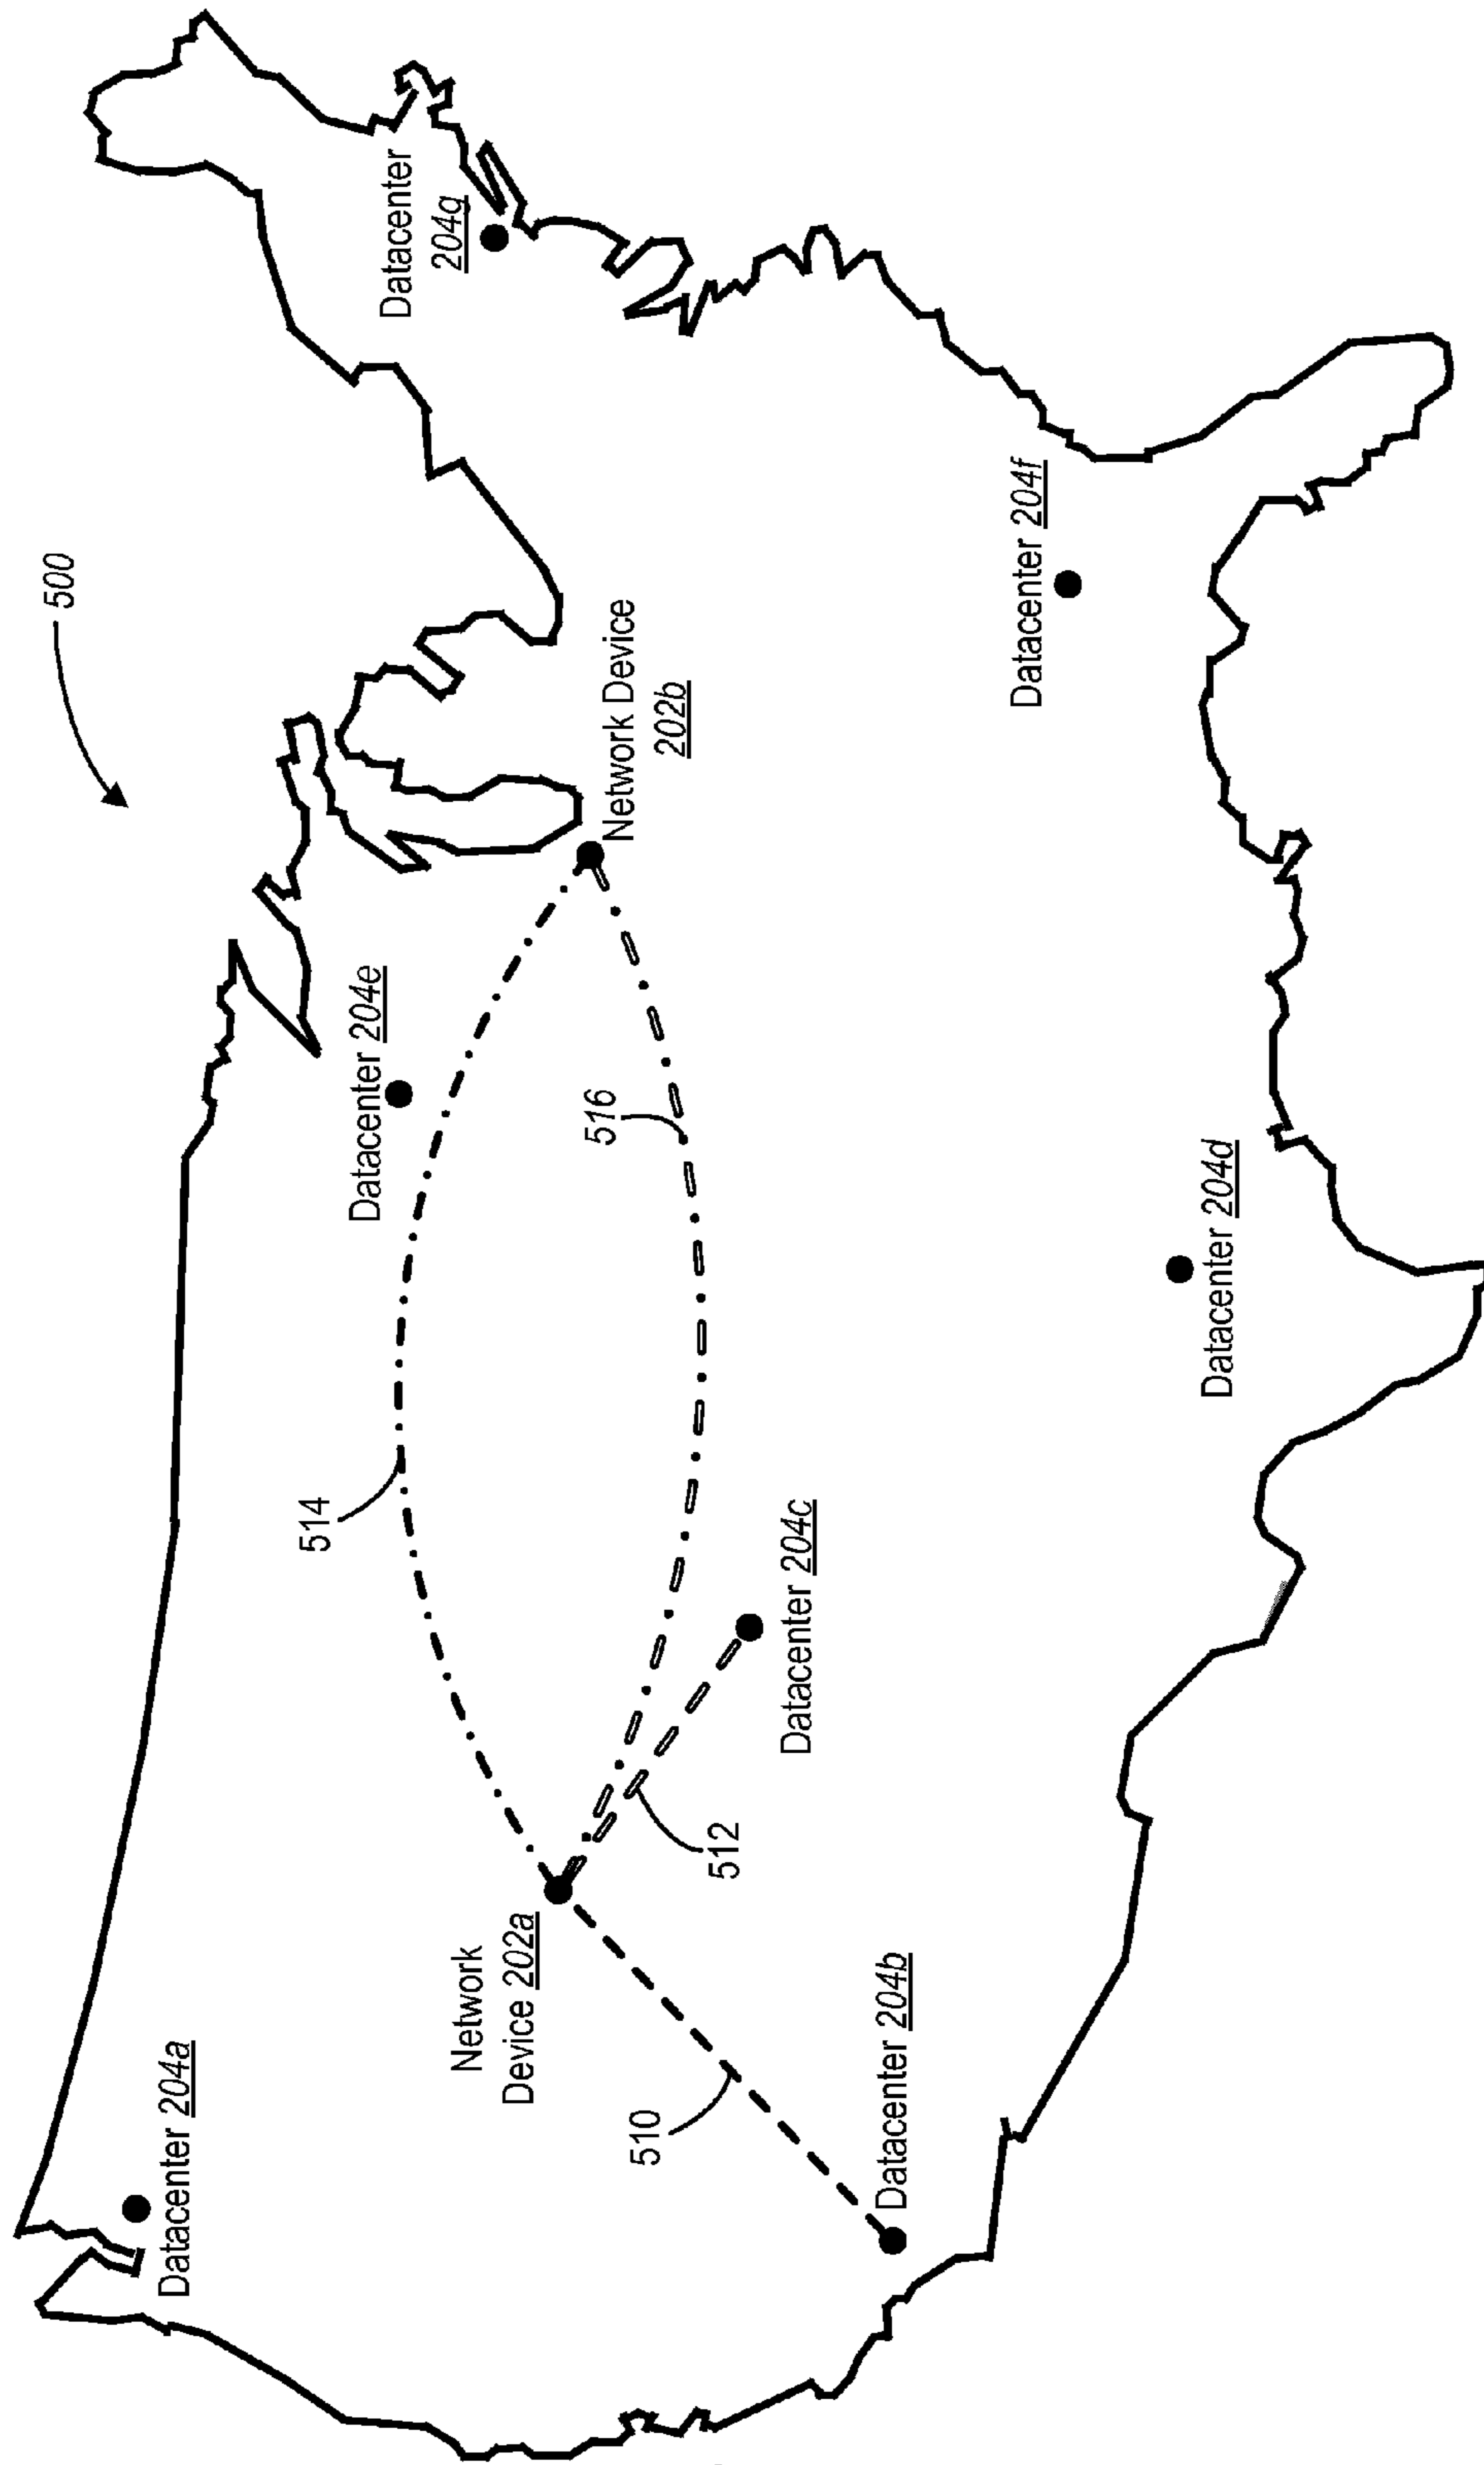 500
Datacenter 204a
Datacenter
204g
Datacenter 204e
514
Network
Device 202a
516
Network Device
202b
510
512
Datacenter 204c
Datacenter 204b
Datacenter 204f
Datacenter 204d